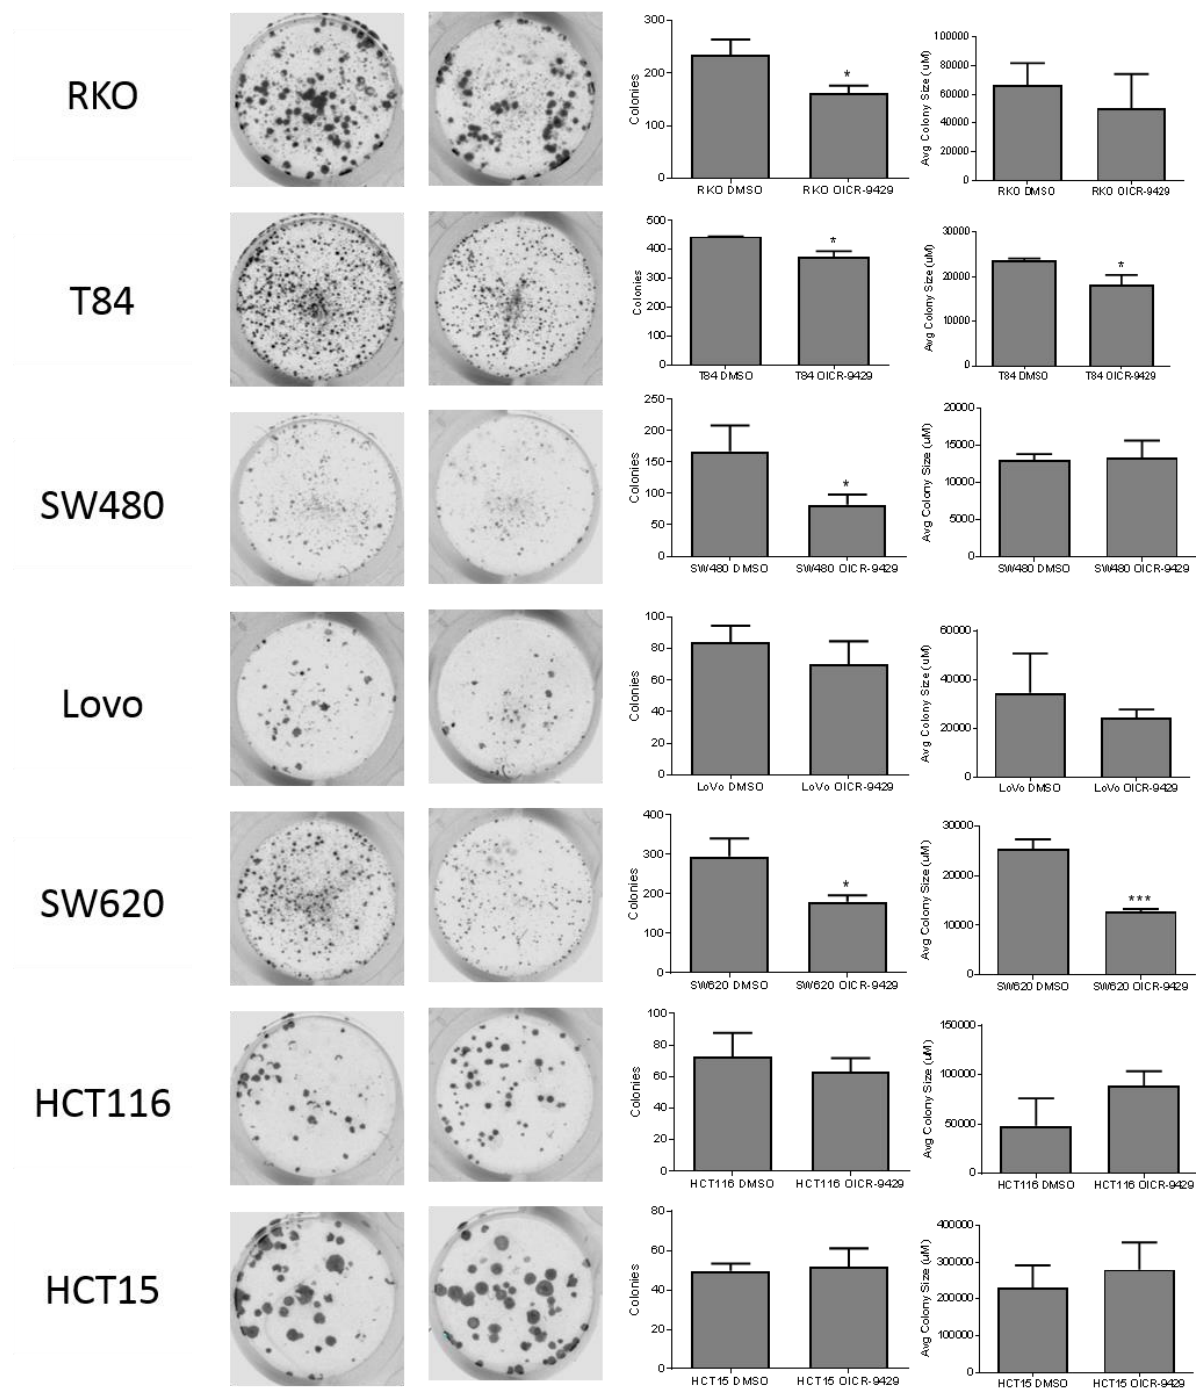 RKO
300
200
100
0
Colonies
*
RKO DMSO
RKO OICR-9429
100000
80000
60000
40000
20000
0
Avg Colony Size (uM)
RKO DMSO
RKO OICR-9429
T84
500
400
300
200
100
0
Colonies
*
T84 DMSO
T84 OICR-9429
30000
20000
10000
0
Avg Colony Size (uM)
*
T84 DMSO
T84 OICR-9429
SW480
250
200
150
100
50
0
Colonies
*
SW480 DMSO
SW480 OICR-9429
20000
15000
10000
5000
0
Avg Colony Size (uM)
SW480 DMSO
SW480 OICR-9429
Lovo
100
80
60
40
20
0
Colonies
LoVo DMSO
LoVo OICR-9429
60000
40000
20000
0
Avg Colony Size (uM)
LoVo DMSO
LoVo OICR-9429
SW620
400
300
200
100
0
Colonies
*
SW620 DMSO
SW620 OICR-9429
30000
20000
10000
0
Avg Colony Size (uM)
***
SW620 DMSO
SW620 OICR-9429
HCT116
100
80
60
40
20
0
Colonies
HCT116 DMSO
HCT116 OICR-9429
150000
100000
50000
0
Avg Colony Size (uM)
HCT116 DMSO
HCT116 OICR-9429
HCT15
80
60
40
20
0
Colonies
HCT15 DMSO
HCT15 OICR-9429
400000
300000
200000
100000
0
Avg Colony Size (uM)
HCT15 DMSO
HCT15 OICR-9429